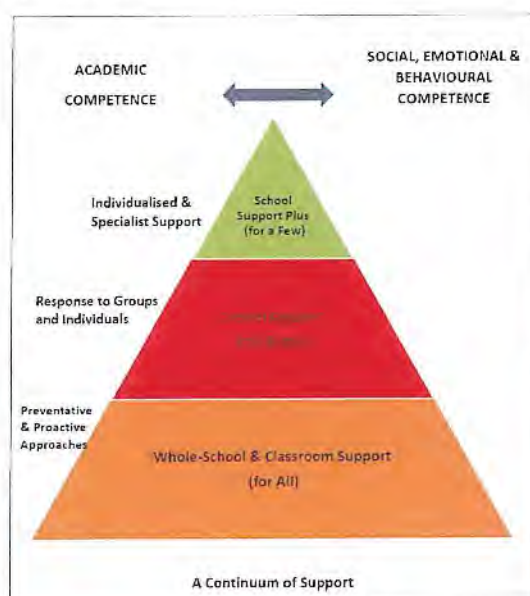 ACADEMIC
COMPETENCE
SOCIAL, EMOTIONAL &
BEHAVIOURAL
COMPETENCE
Individualised &
Specialist Support
School
Support Plus
(for a Few)
Response to Groups
and Individuals
Preventative
& Proactive
Approaches
Whole-School & Classroom Support
(for All)
A Continuum of Support